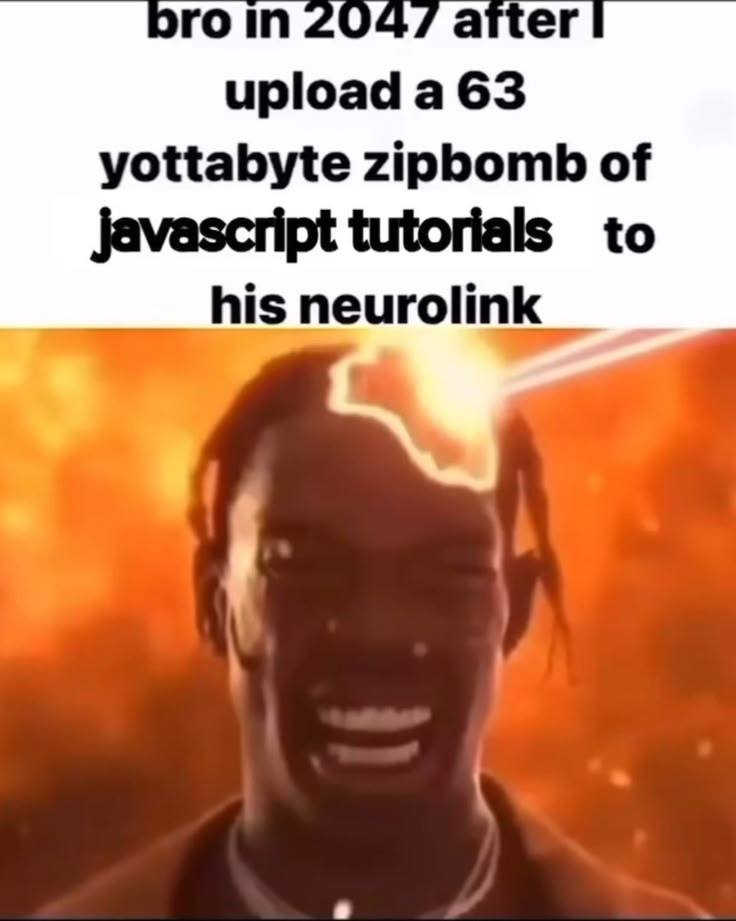 bro in 2047 after I
upload a 63
yottabyte zipbomb of
javascript tutorials to
his neurolink